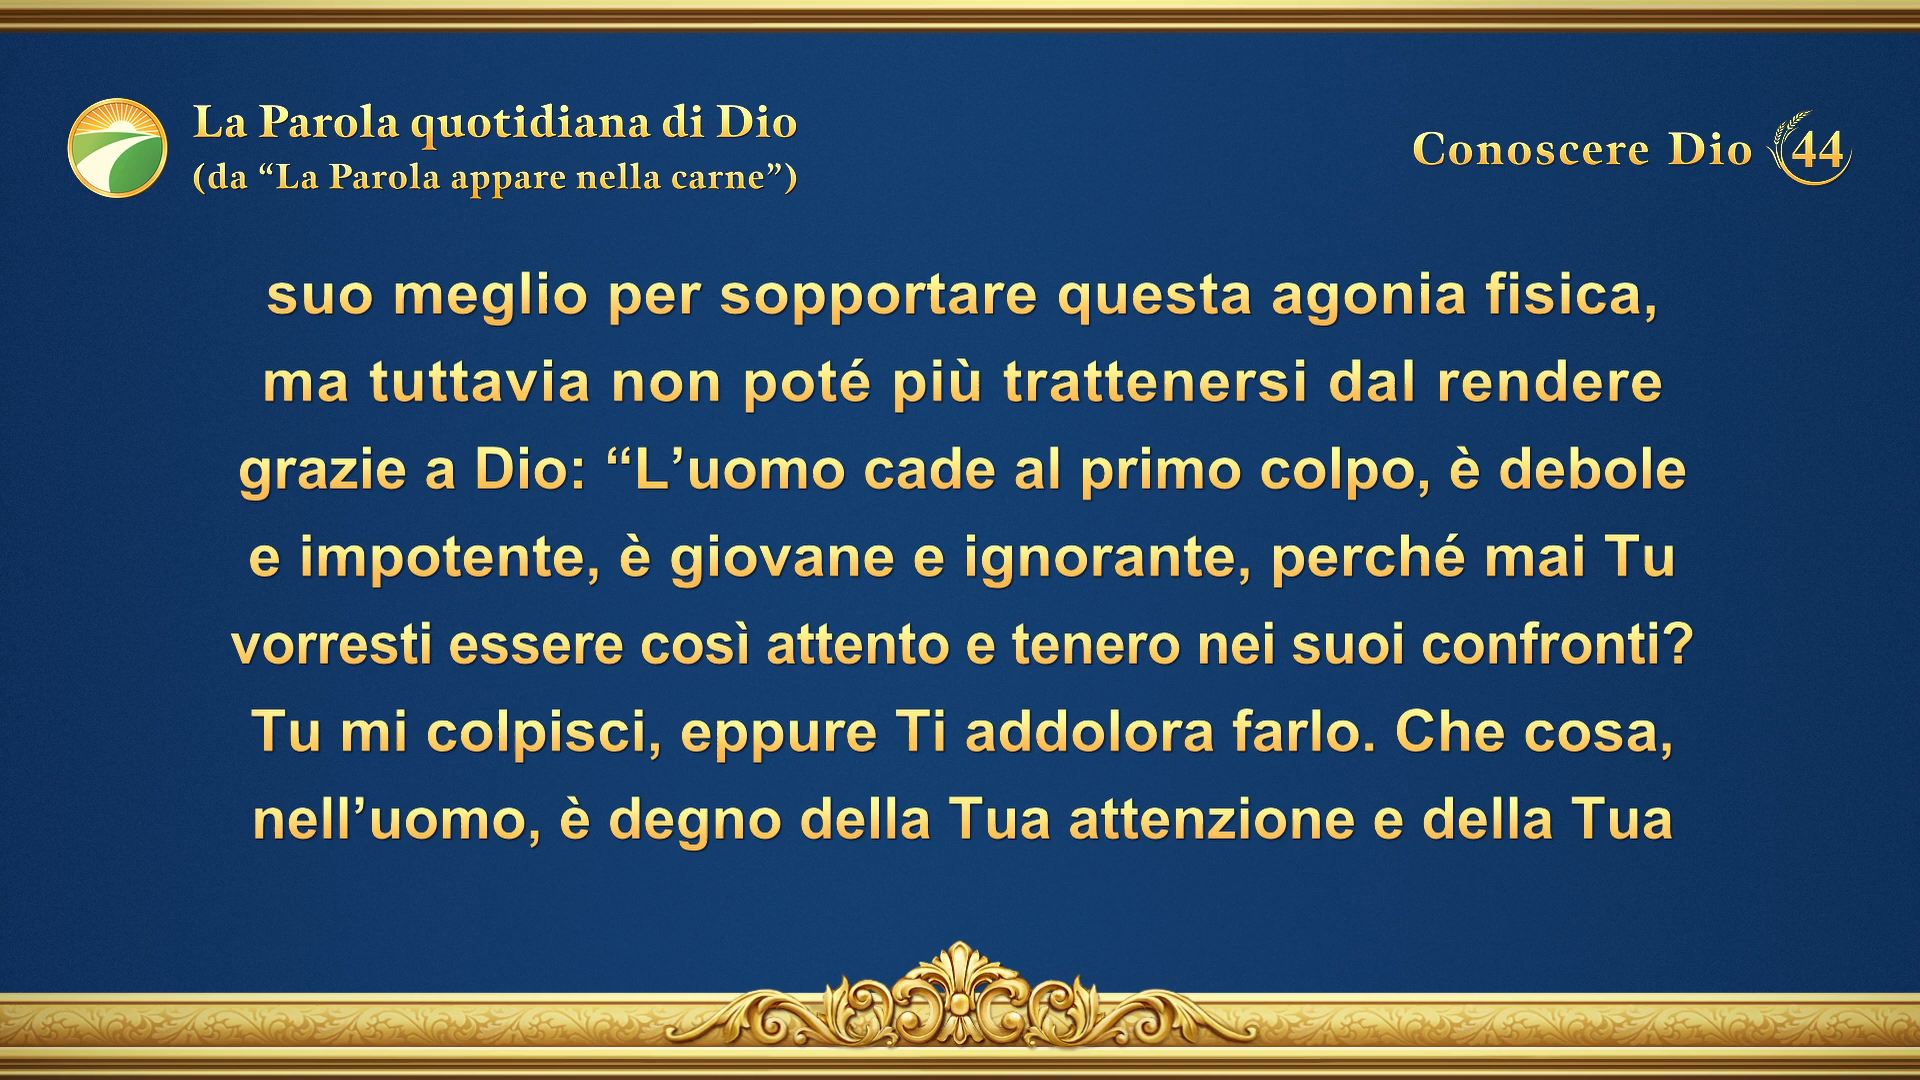 La Parola quotidiana di Dio
(da “La Parola appare nella carne”)
Conoscere Dio 44
suo meglio per sopportare questa agonia fisica,
ma tuttavia non poté più trattenersi dal rendere
grazie a Dio: “L’uomo cade al primo colpo, è debole
e impotente, è giovane e ignorante, perché mai Tu
vorresti essere così attento e tenero nei suoi confronti?
Tu mi colpisci, eppure Ti addolora farlo. Che cosa,
nell’uomo, è degno della Tua attenzione e della Tua